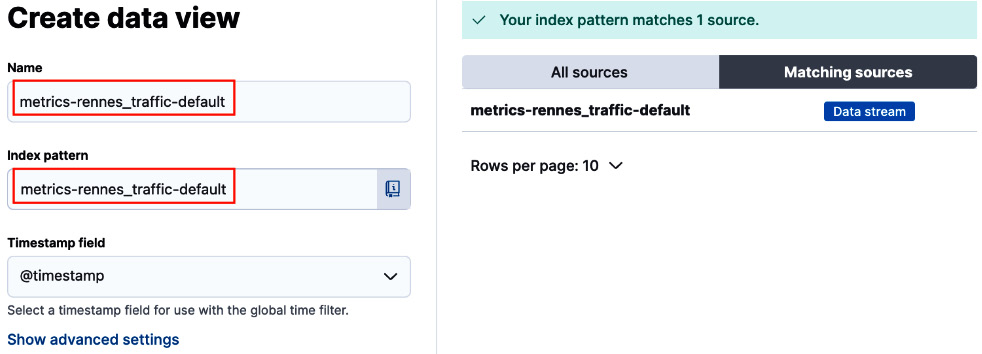 Create data view
Name
metrics-rennes_traffic-default
Index pattern
metrics-rennes_traffic-default
Timestamp field
@timestamp
Select a timestamp field for use with the global time filter.
Show advanced settings
Your index pattern matches 1 source.
All sources
Matching sources
metrics-rennes_traffic-default
Data stream
Rows per page: 10